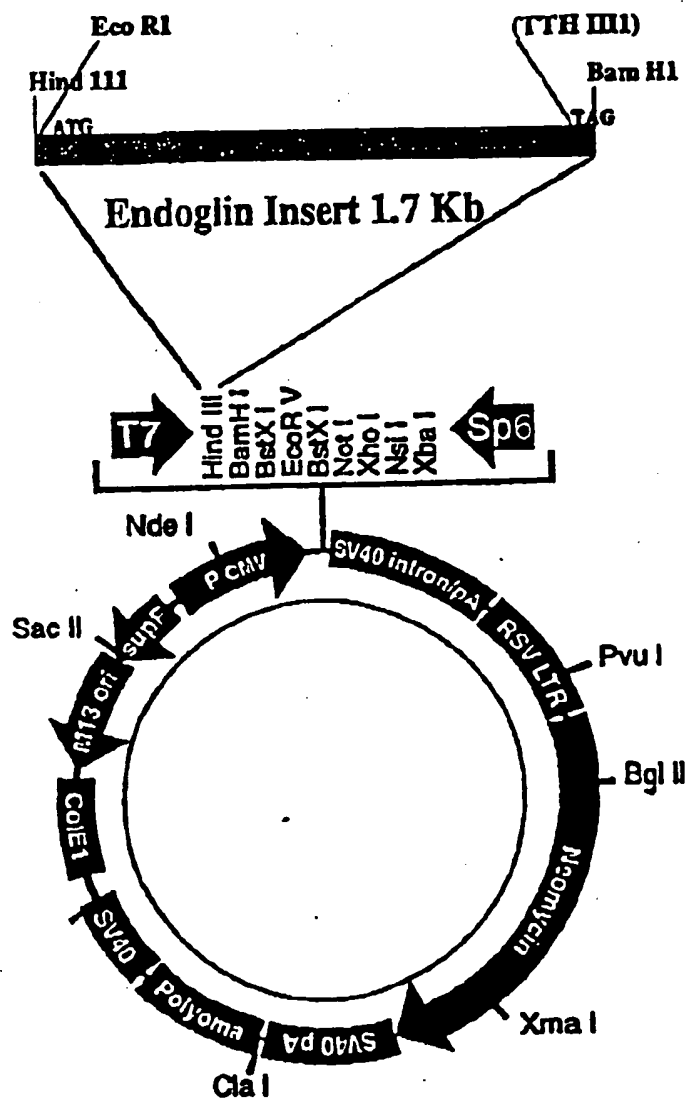 Eco R1
(TTH III1)
Hind 111
Bam H1
ATG
TAG
Endoglin Insert 1.7 Kb
T7
Hind III
BamH I
BstX I
EcoR V
BstX I
Not I
Xho I
Nsi I
Xba I
Sp6
Nde I
P CMV
SV40 intron/pA
Sac II
supF
RSV LTR
Pvu I
M13 ori
Bgl II
ColE1
Neomycin
SV40
Polyoma
SV40 pA
Xma I
Cla I